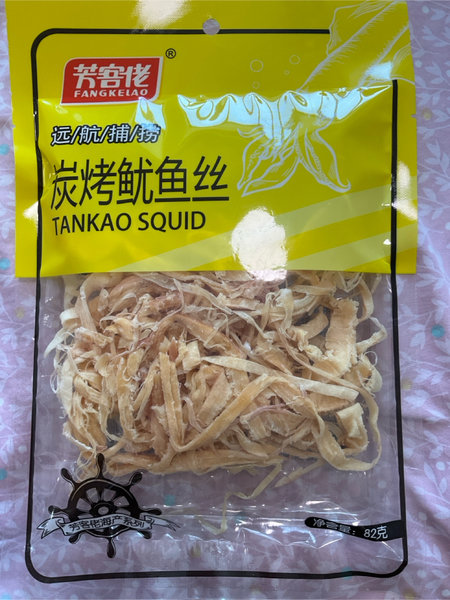 芳客佬®
FANGKELAO
远/航/捕/捞
炭烤鱿鱼丝
TANKAO SQUID
芳客佬海产系列
净含量：82克